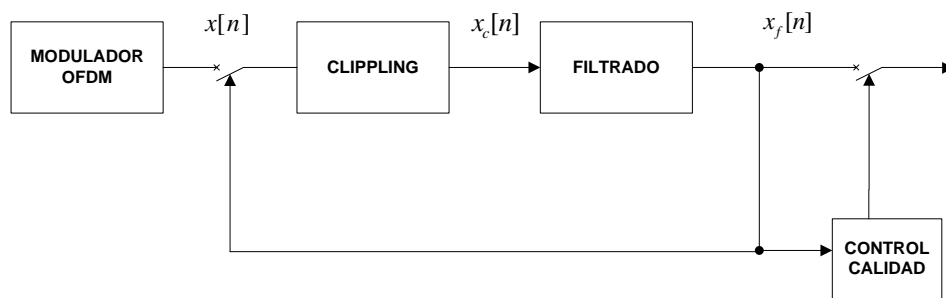 x[n]
x_c[n]
x_f[n]
MODULADOR
OFDM
CLIPPLING
FILTRADO
CONTROL
CALIDAD